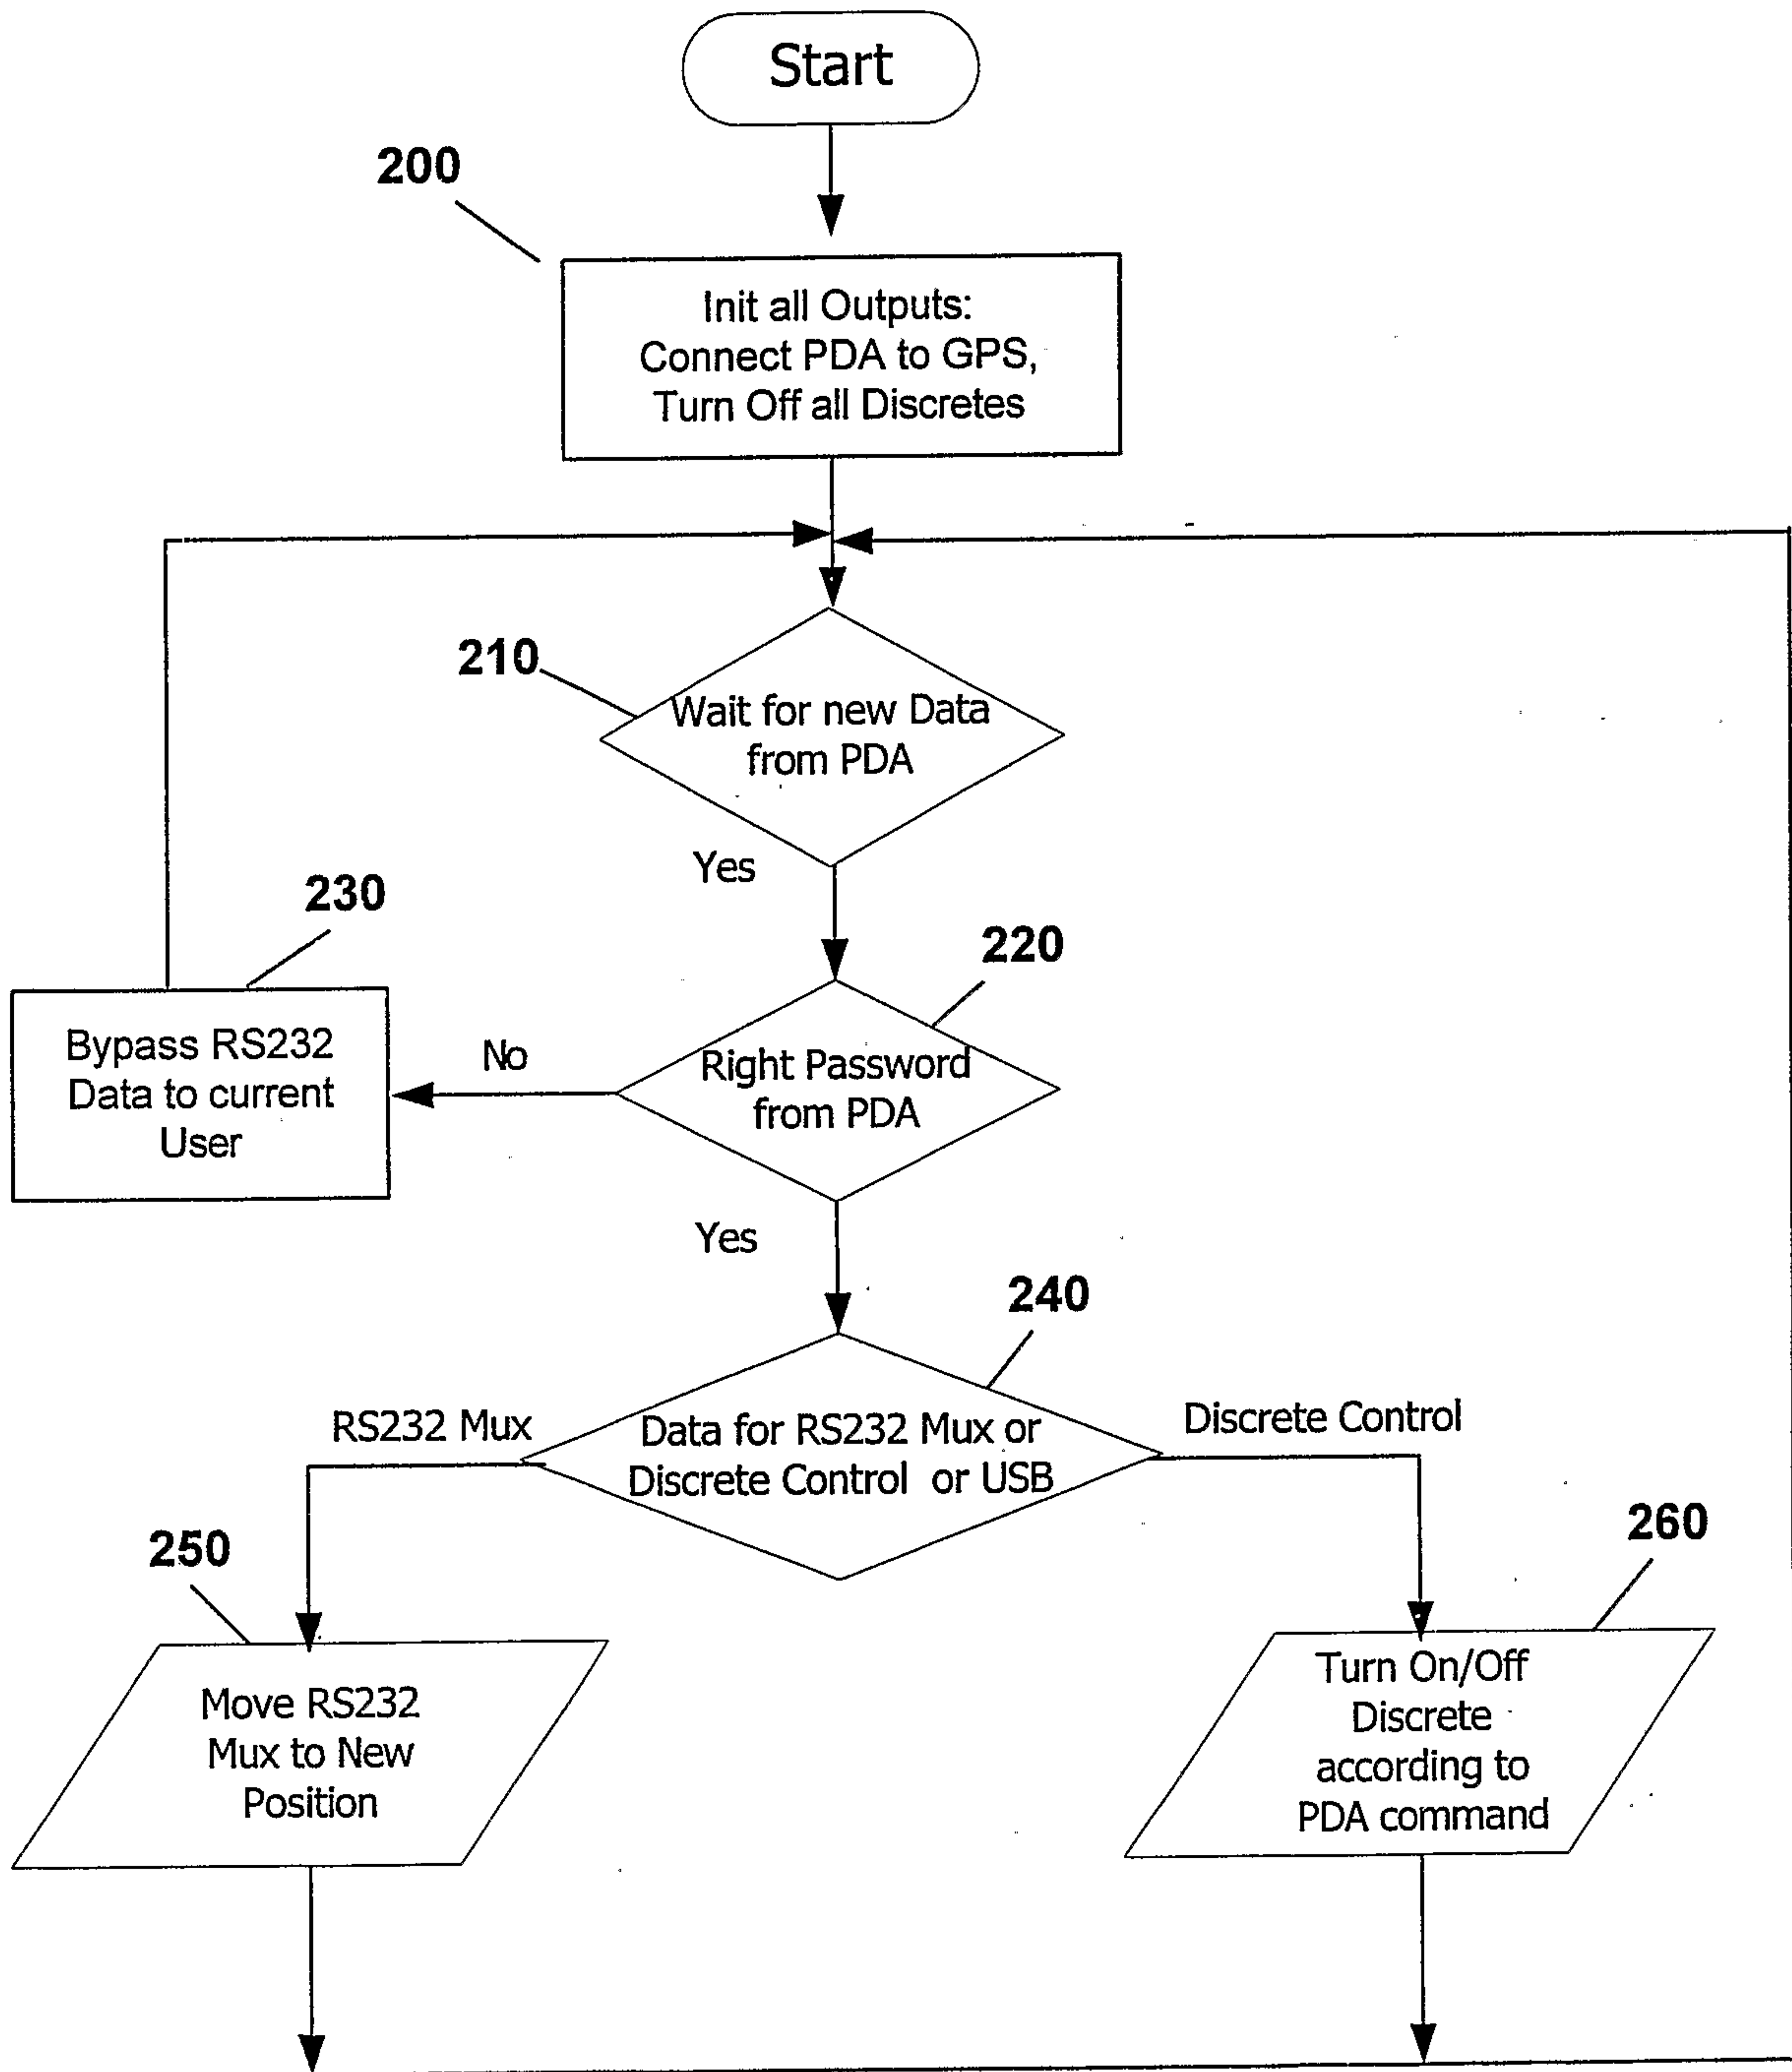 Start
200
Init all Outputs:
Connect PDA to GPS,
Turn Off all Discretes
210
Wait for new Data
from PDA
Yes
230
220
Bypass RS232
Data to current
User
No
Right Password
from PDA
Yes
240
RS232 Mux
Data for RS232 Mux or
Discrete Control or USB
Discrete Control
250
260
Move RS232
Mux to New
Position
Turn On/Off
Discrete
according to
PDA command